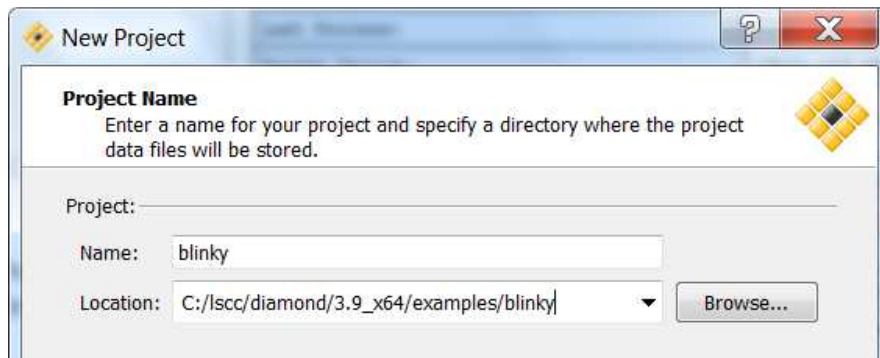 New Project
Project Name
Enter a name for your project and specify a directory where the project
data files will be stored.
Project:
Name: blinky
Location: C:/lscc/diamond/3.9_x64/examples/blinky Browse...